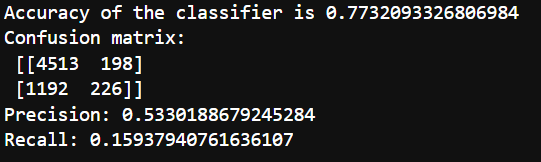 Accuracy of the classifier is 0.7732093326806984
Confusion matrix:
[[4513  198]
[1192  226]]
Precision: 0.5330188679245284
Recall: 0.15937940761636107